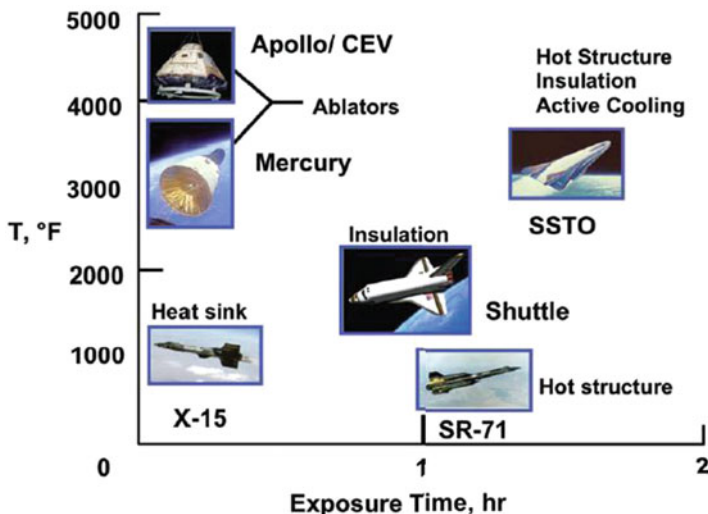 5000
Apollo/ CEV
Hot Structure
Insulation
Active Cooling
4000
Ablators
Mercury
3000
T, °F
SSTO
Insulation
2000
Heat sink
Shuttle
1000
Hot structure
X-15
SR-71
0
1
2
Exposure Time, hr